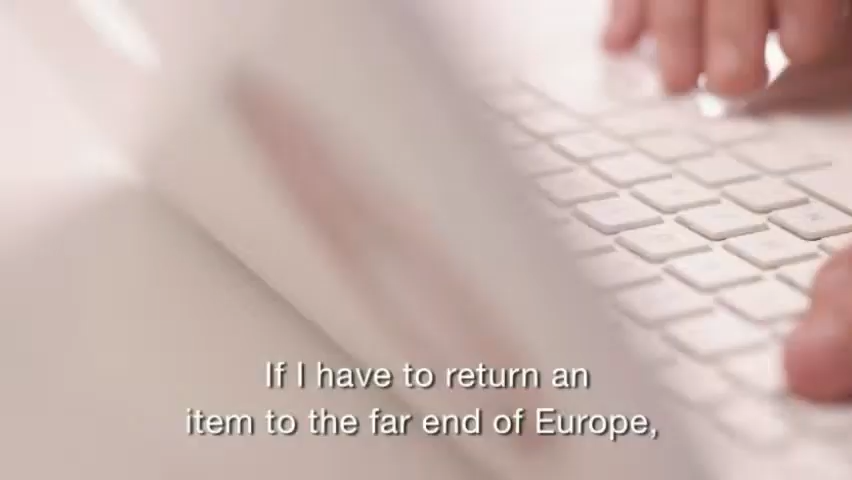 If I have to return an
item to the far end of Europe,